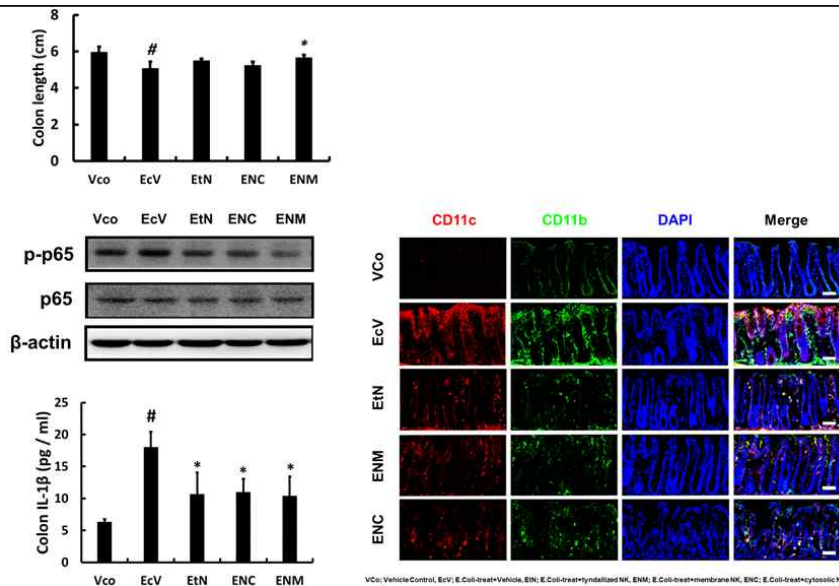 Colon length (cm)
8
6
4
2
0
#
*
Vco EcV EtN ENC ENM
Vco EcV EtN ENC ENM
p-p65
p65
β-actin
Colon IL-1β (pg / ml)
25
20
15
10
5
0
#
* * *
Vco EcV EtN ENC ENM
CD11c CD11b DAPI Merge
VCo
EcV
EtN
ENM
ENC
VCo; Vehicle Control, EcV; E.Coli-treat+Vehicle, EtN; E.Coli-treat+tyndallized NK, ENM; E.Coli-treat+membrane NK, ENC; E.Coli-treat+cytoplic